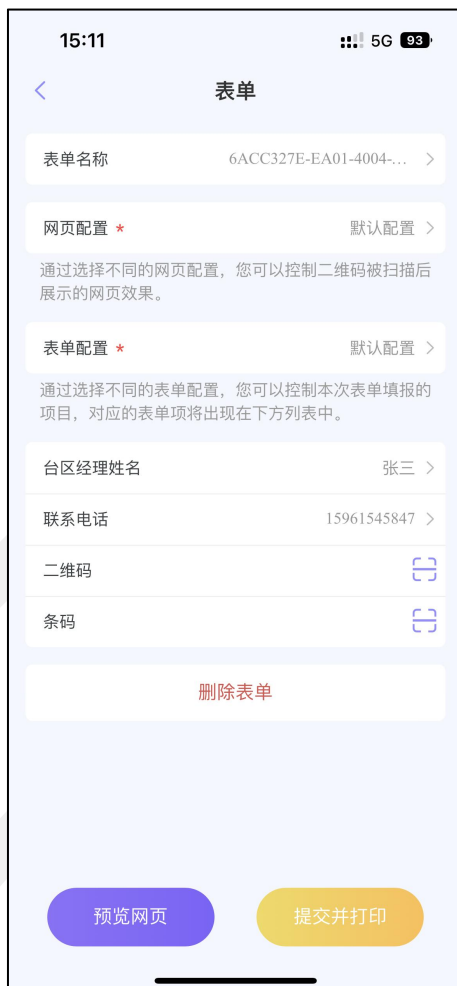 15:11 5G 93
表单
表单名称 6ACC327E-EA01-4004-...
网页配置 * 默认配置
通过选择不同的网页配置，您可以控制二维码被扫描后
展示的网页效果。
表单配置 * 默认配置
通过选择不同的表单配置，您可以控制本次表单填报的
项目，对应的表单项将出现在下方列表中。
台区经理姓名 张三
联系电话 15961545847
二维码
条码
删除表单
预览网页 提交并打印